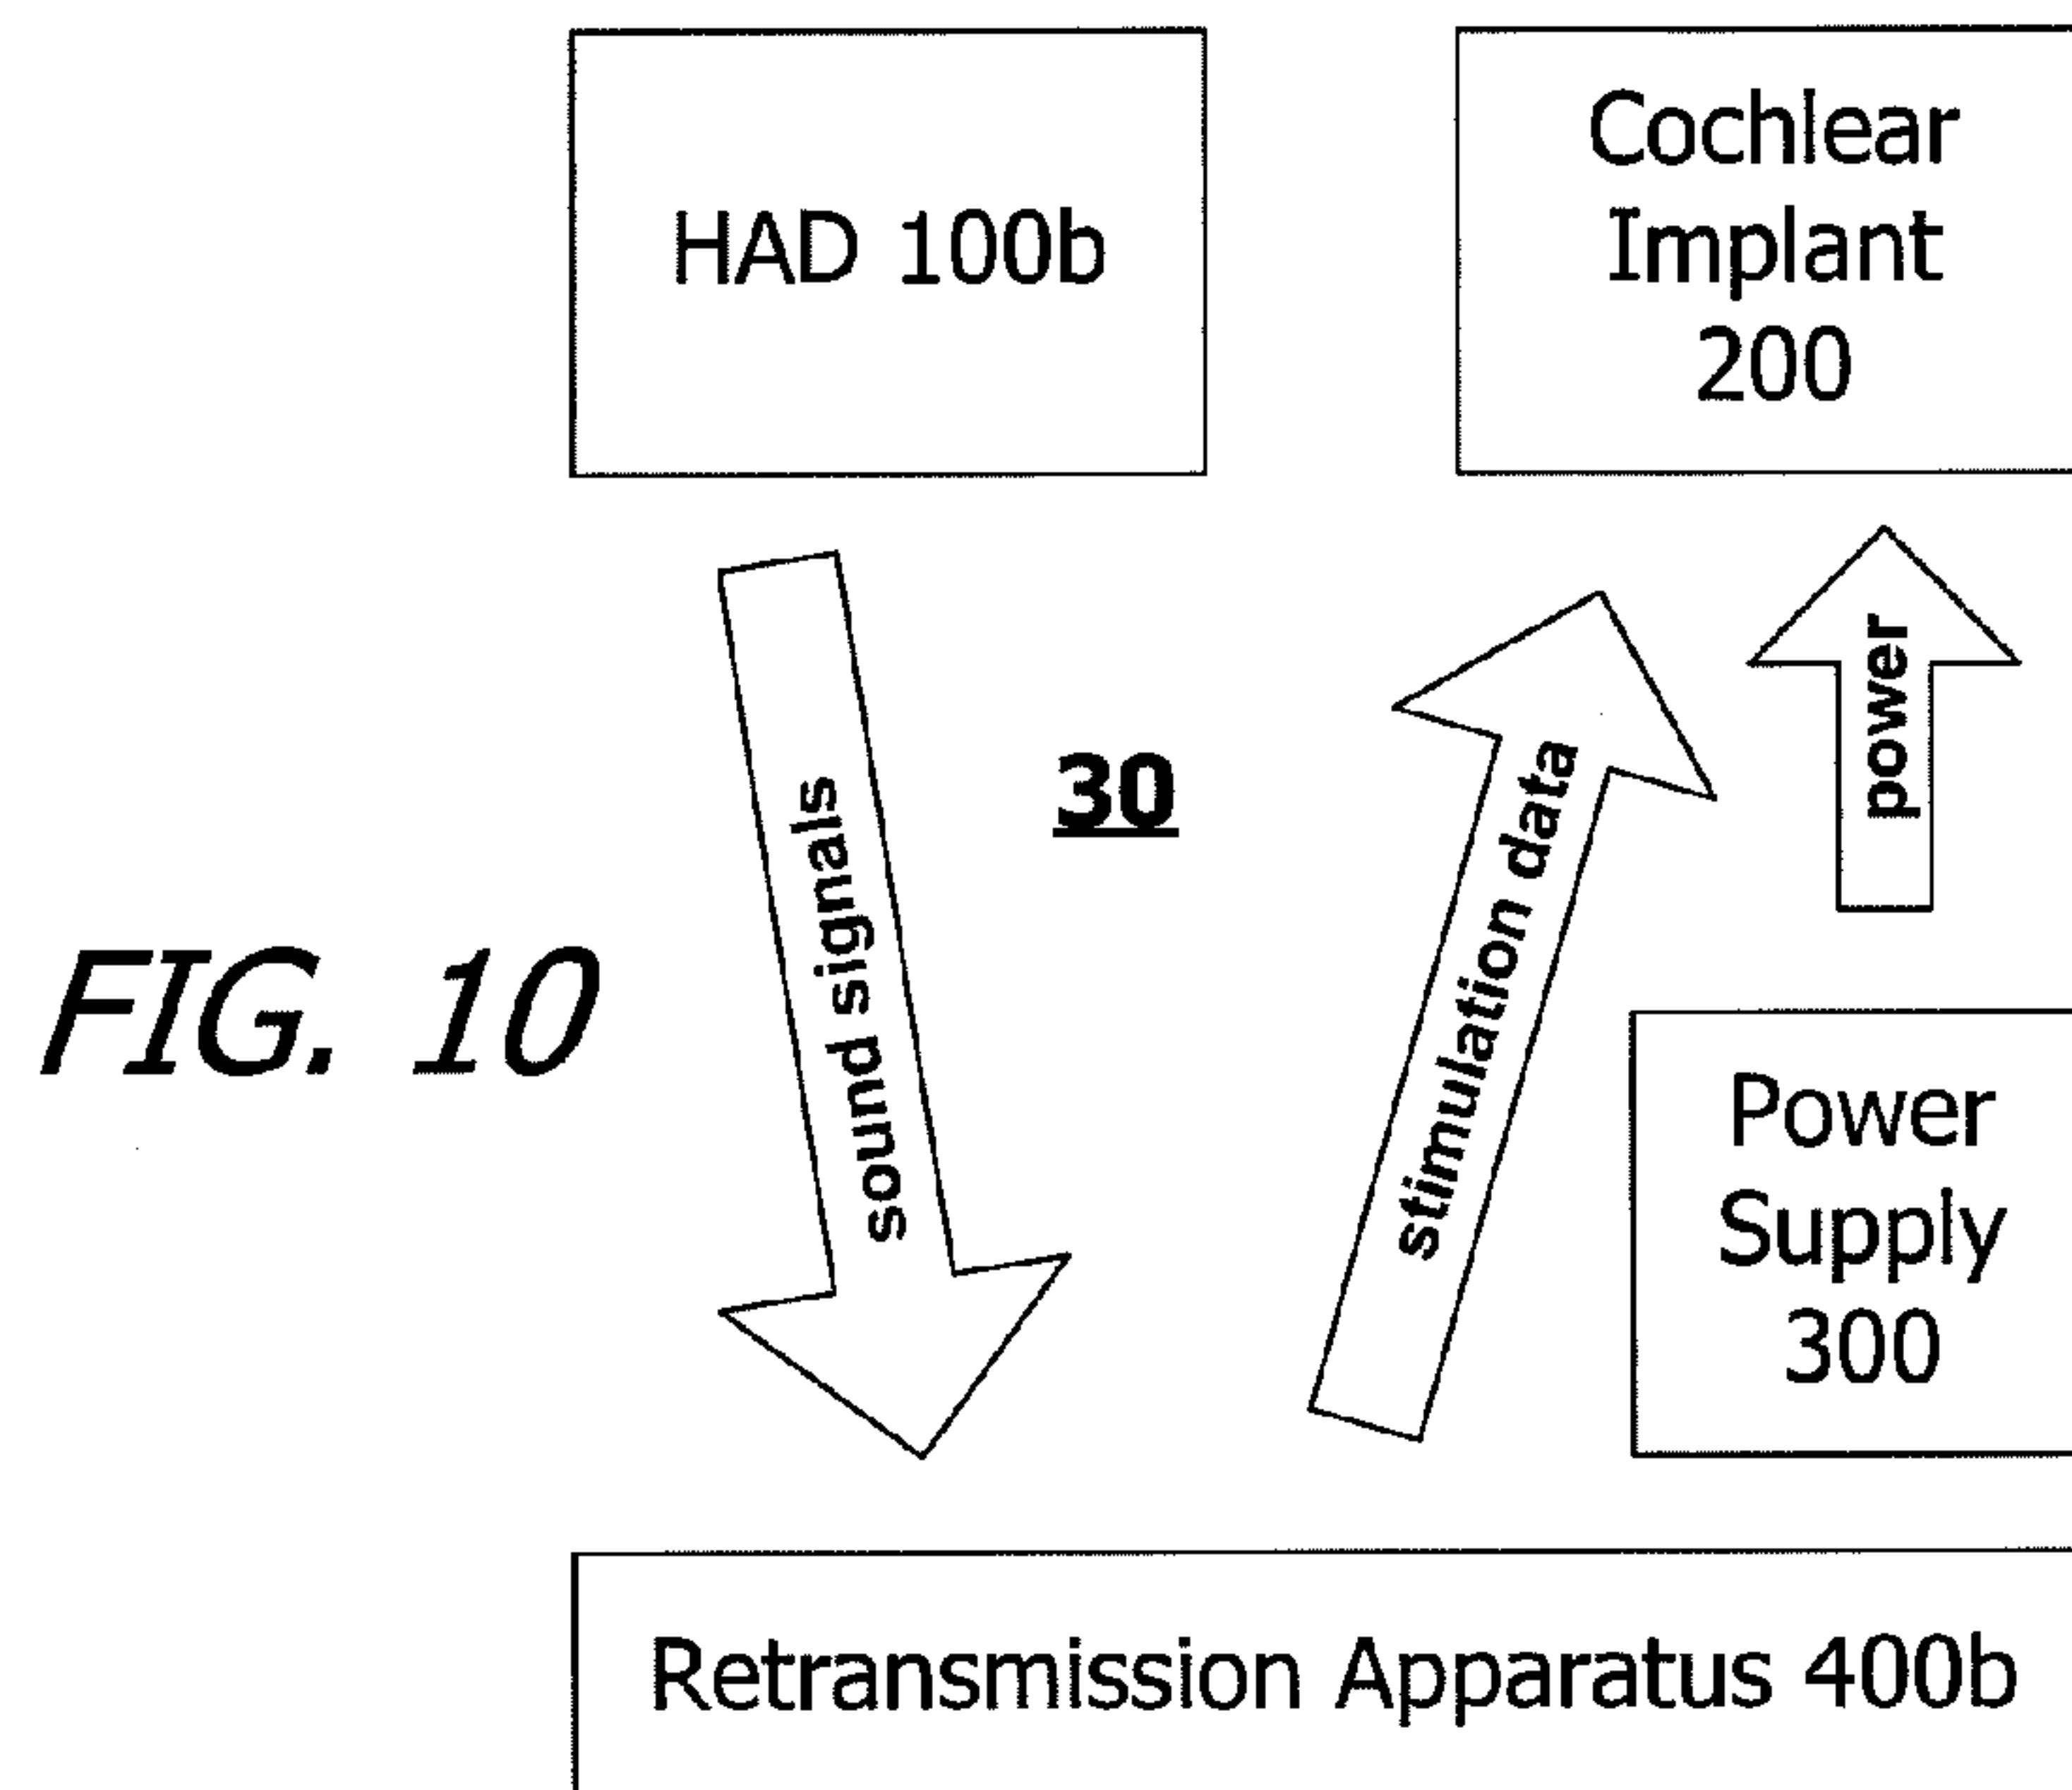 HAD 100b
Cochlear
Implant
200
sound signals
30
stimulation data
power
FIG. 10
Power
Supply
300
Retransmission Apparatus 400b